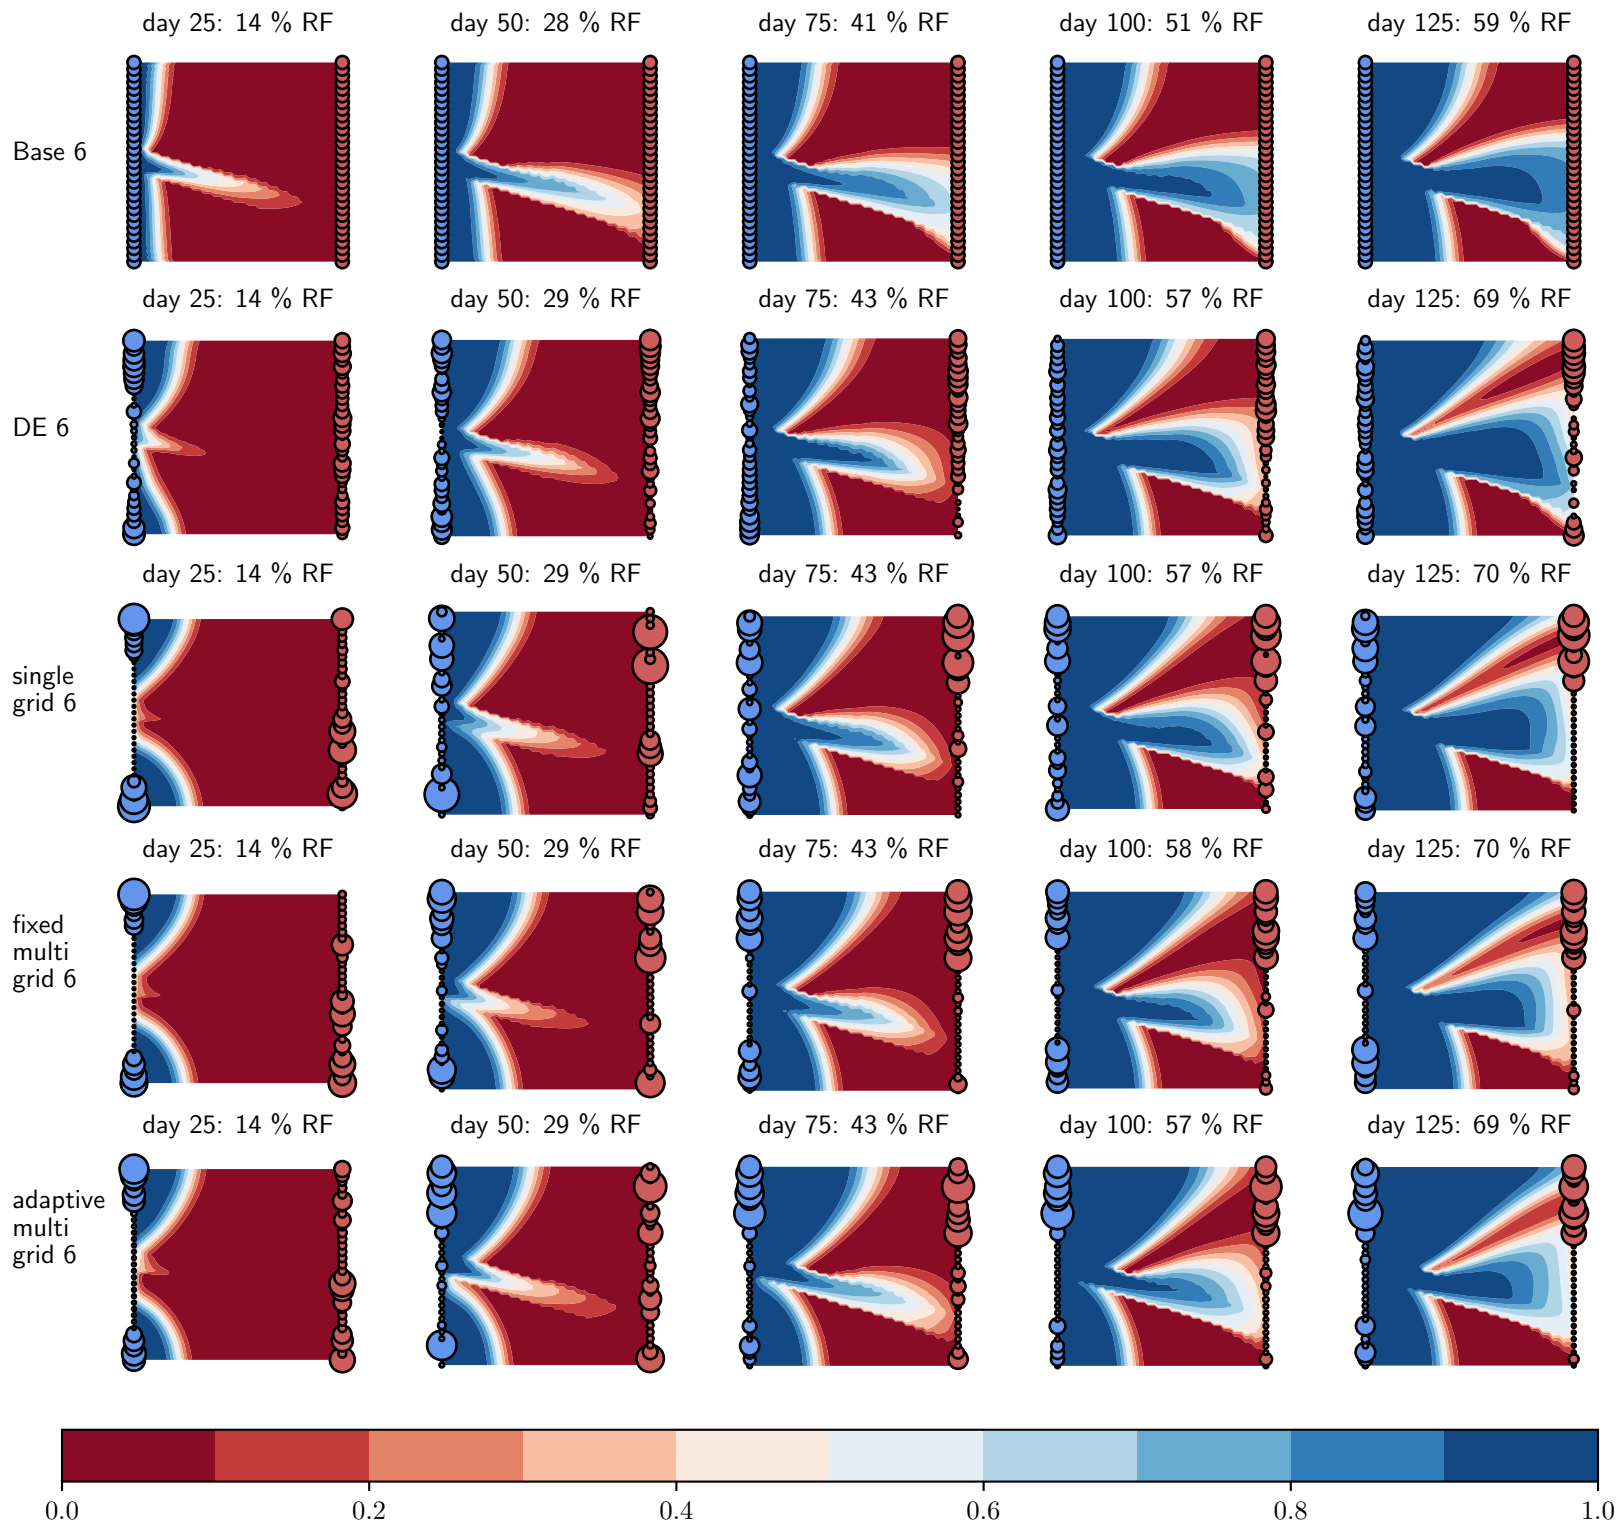 day 25: 14 % RF
day 50: 28 % RF
day 75: 41 % RF
day 100: 51 % RF
day 125: 59 % RF
Base 6
day 25: 14 % RF
day 50: 29 % RF
day 75: 43 % RF
day 100: 57 % RF
day 125: 69 % RF
DE 6
day 25: 14 % RF
day 50: 29 % RF
day 75: 43 % RF
day 100: 57 % RF
day 125: 70 % RF
single
grid 6
day 25: 14 % RF
day 50: 29 % RF
day 75: 43 % RF
day 100: 58 % RF
day 125: 70 % RF
fixed
multi
grid 6
day 25: 14 % RF
day 50: 29 % RF
day 75: 43 % RF
day 100: 57 % RF
day 125: 69 % RF
adaptive
multi
grid 6
0.0
0.2
0.4
0.6
0.8
1.0